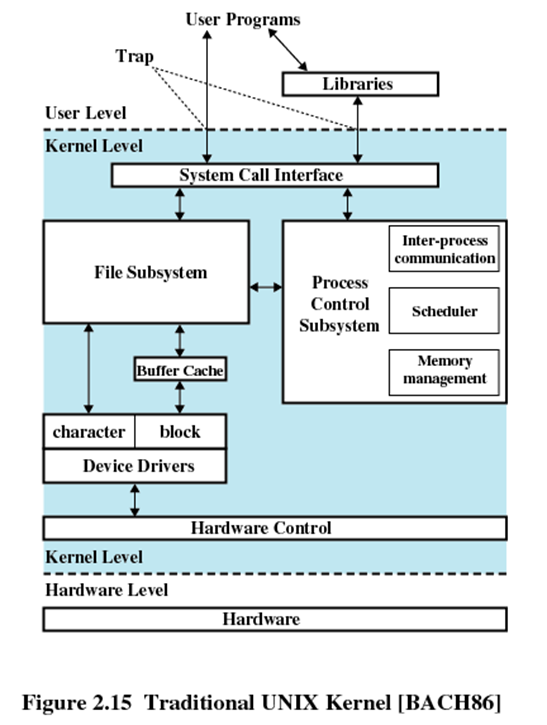 User Programs
Trap
Libraries
User Level
Kernel Level
System Call Interface
File Subsystem
Process
Control
Subsystem
Inter-process
communication
Scheduler
Memory
management
Buffer Cache
character
block
Device Drivers
Hardware Control
Kernel Level
Hardware Level
Hardware
Figure 2.15 Traditional UNIX Kernel [BACH86]